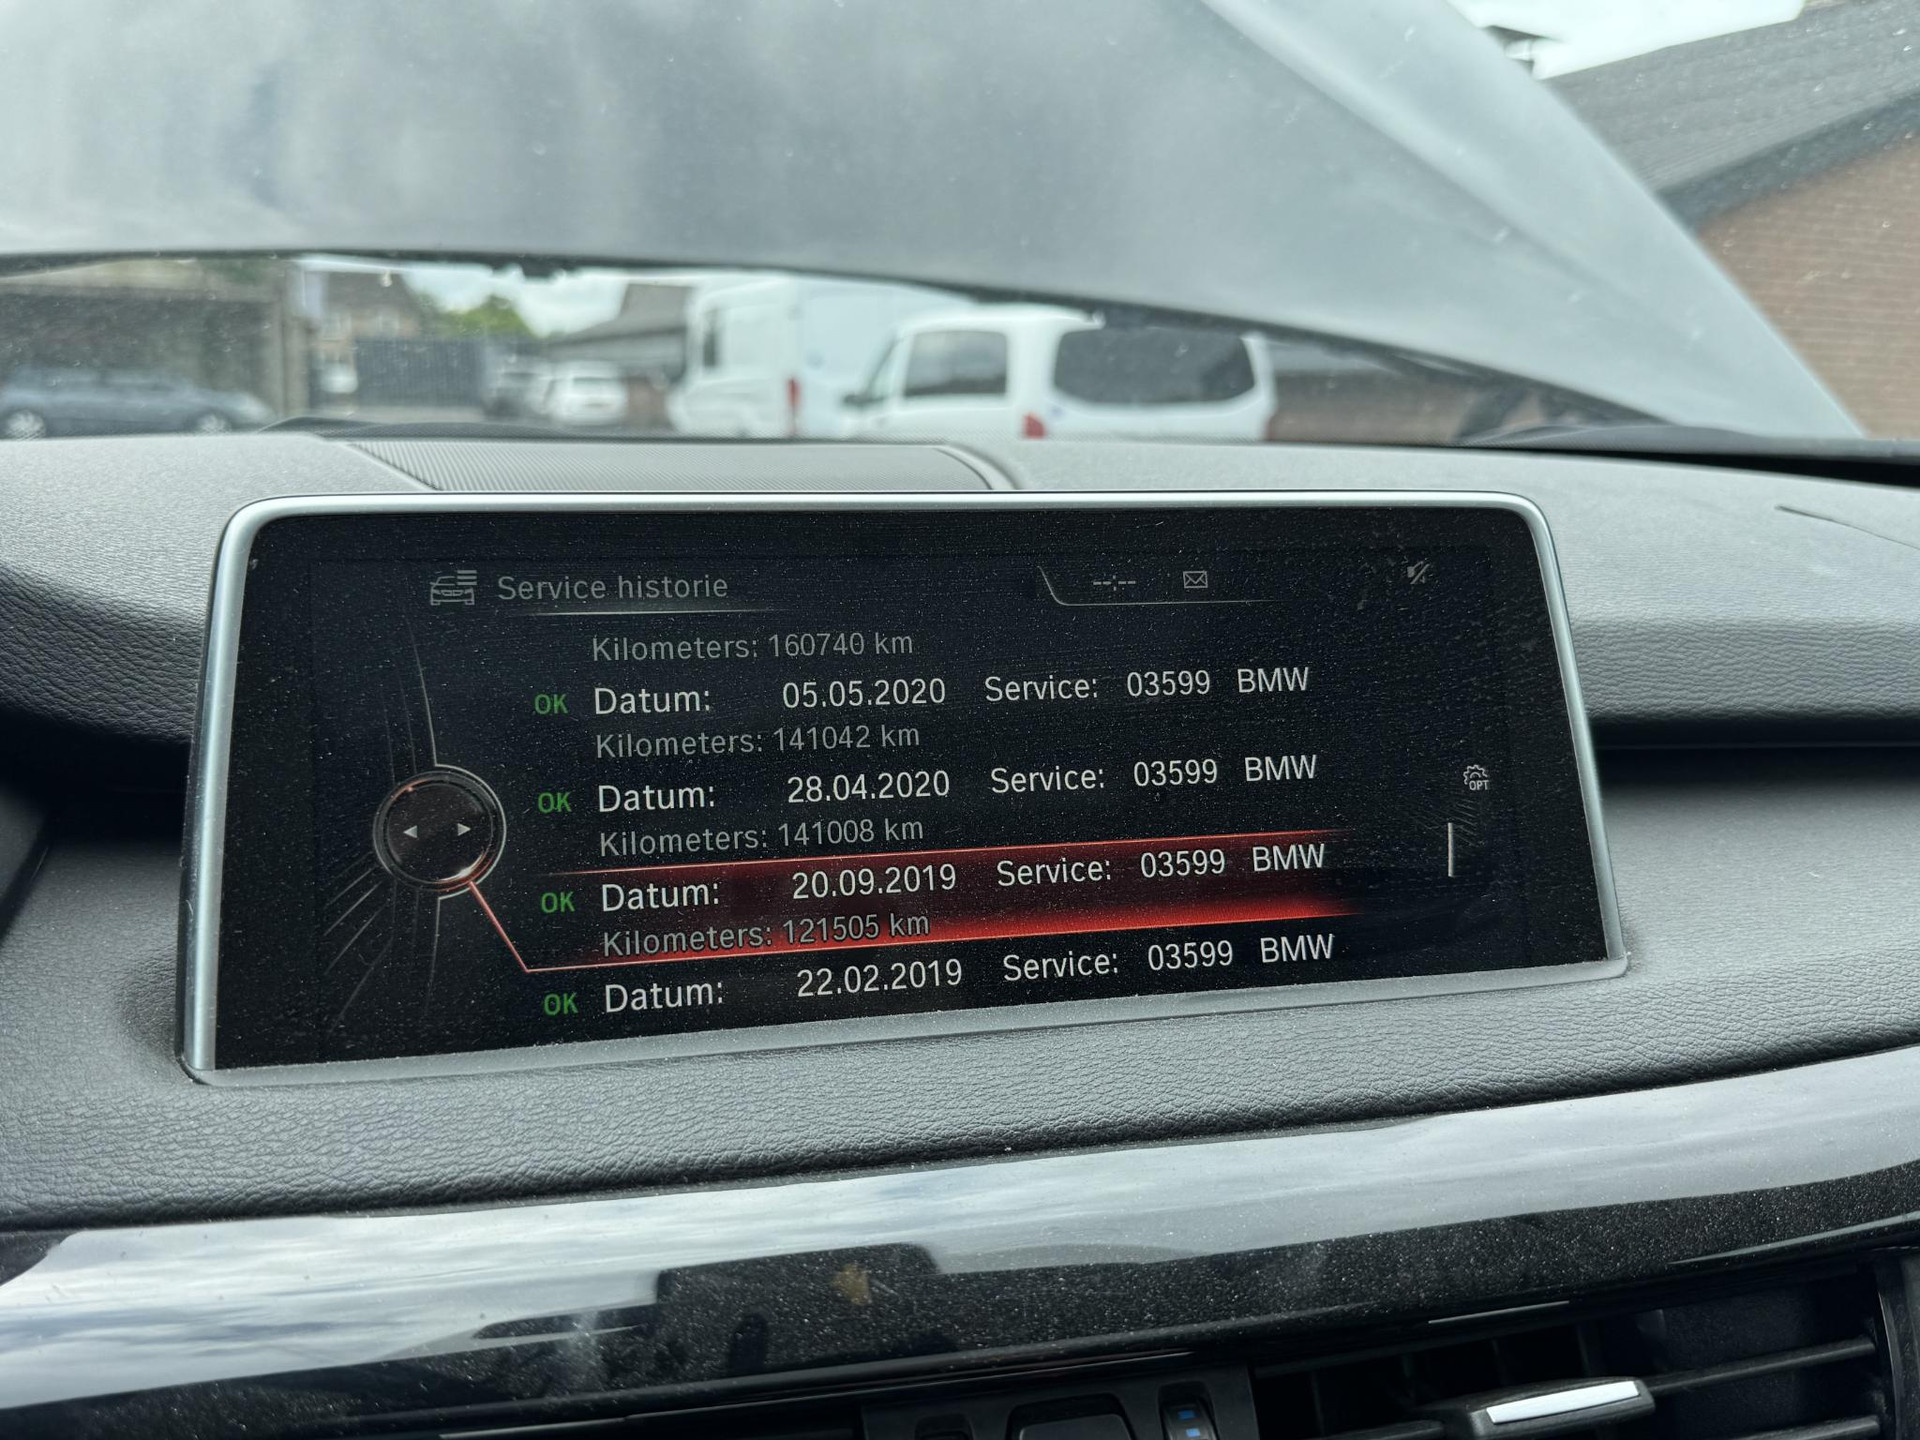 Service historie --:--
Kilometers: 160740 km
OK Datum: 05.05.2020 Service: 03599 BMW
Kilometers: 141042 km
OK Datum: 28.04.2020 Service: 03599 BMW
Kilometers: 141008 km
OPT
OK Datum: 20.09.2019 Service: 03599 BMW
Kilometers: 121505 km
OK Datum: 22.02.2019 Service: 03599 BMW